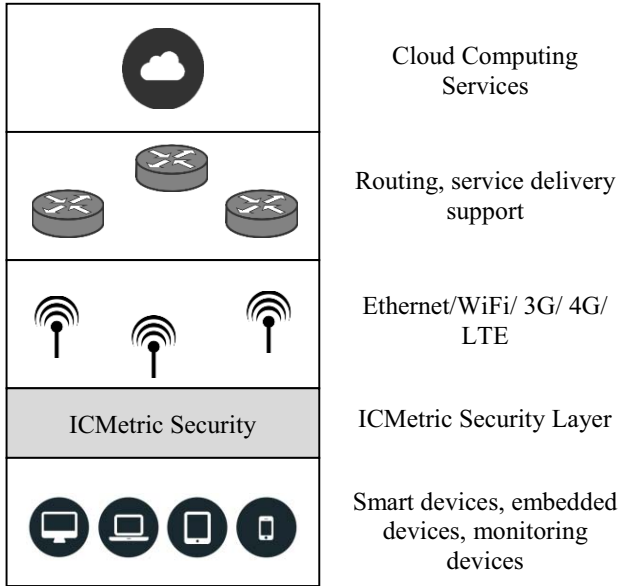 Cloud Computing
Services
Routing, service delivery
support
Ethernet/WiFi/ 3G/ 4G/
LTE
ICMetric Security
ICMetric Security Layer
Smart devices, embedded
devices, monitoring
devices